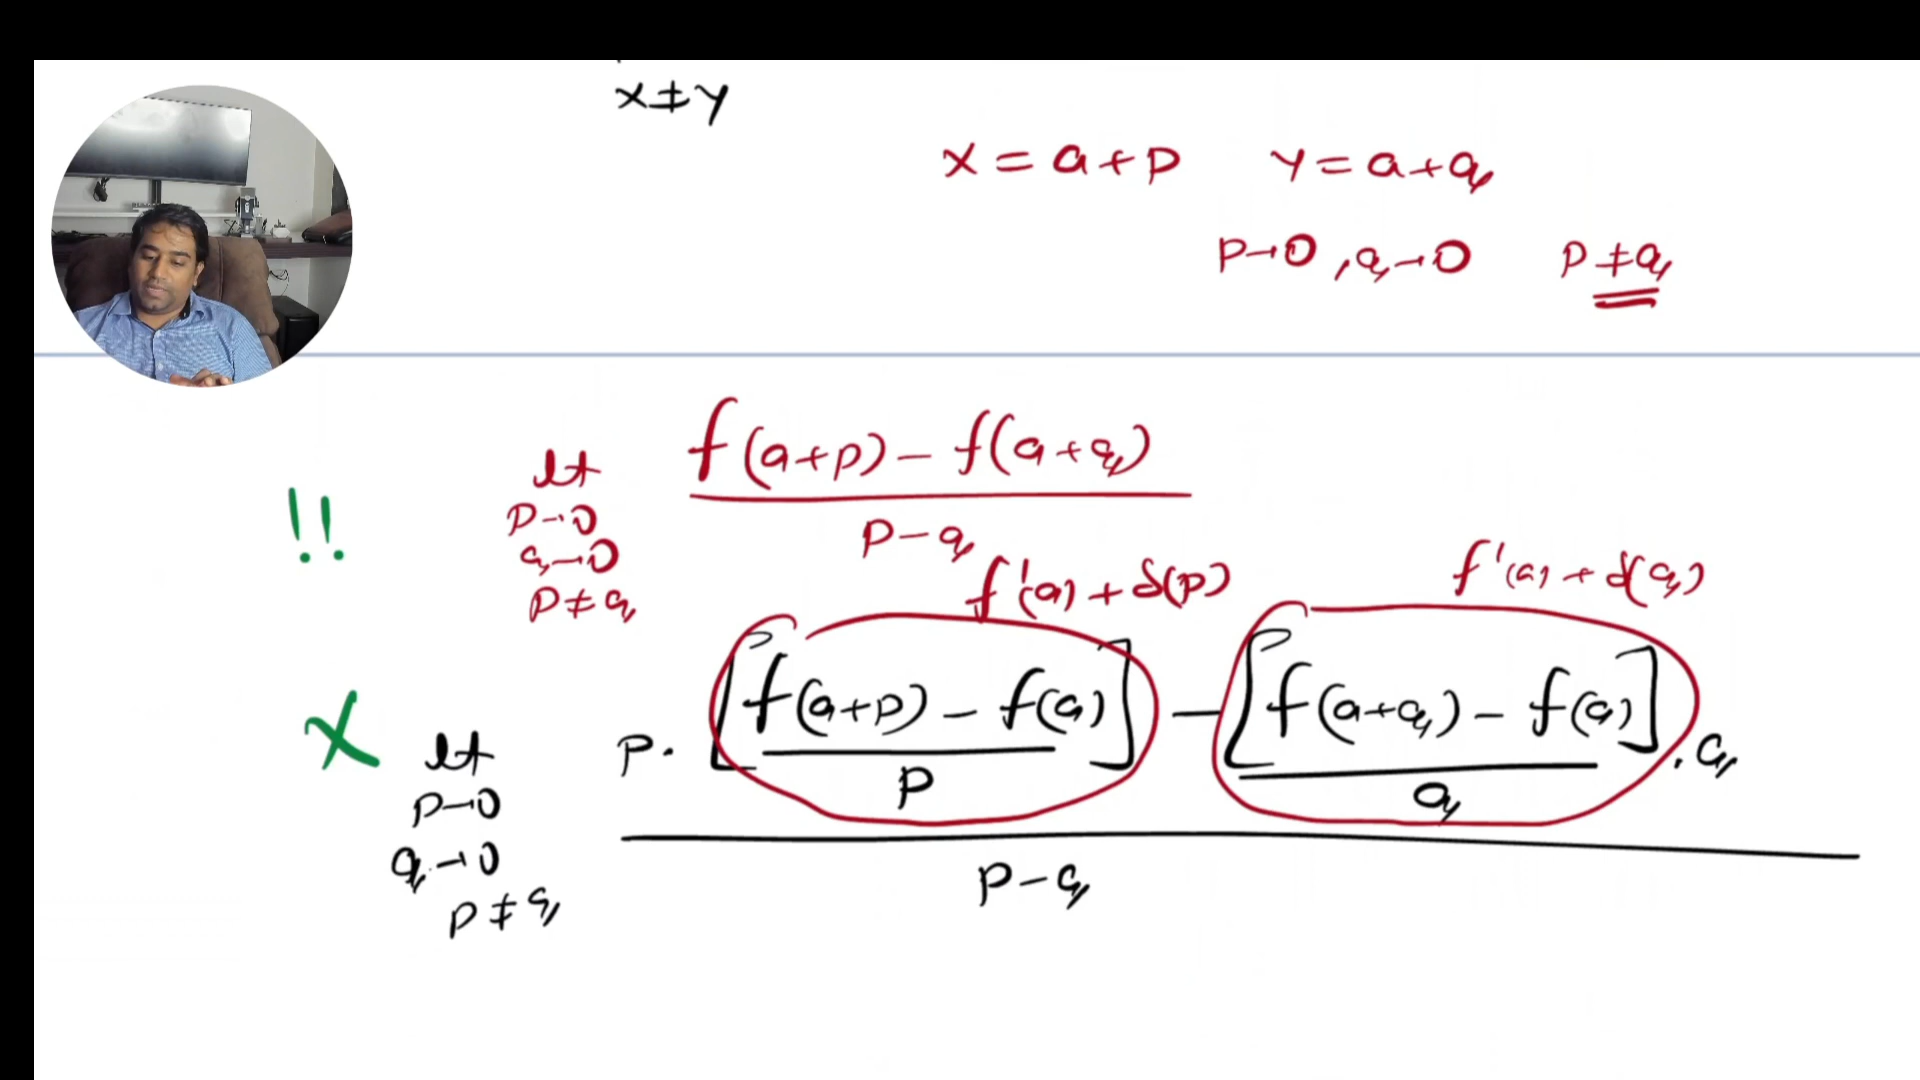 x ≠ y
x = a + p    y = a + q
p → 0 , q → 0    p ≠ q
lt f(a+p) – f(a+q)
p → 0
q → 0
p ≠ q
p – q
!!
f'(a) + δ(p)    f'(a) + δ(q)
X lt p . [f(a+p) – f(a)] – [f(a+q) – f(a)] . q
p    q
p → 0
q → 0
p ≠ q
p – q